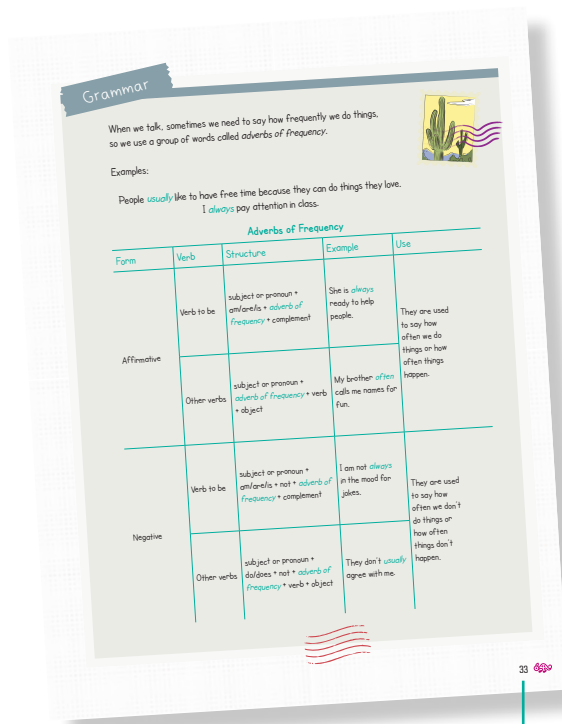 Grammar
When we talk, sometimes we need to say how frequently we do things,
so we use a group of words called adverbs of frequency.
Examples:
People usually like to have free time because they can do things they love.
I always pay attention in class.
Adverbs of Frequency
Form Verb Structure Example Use
Affirmative
Verb to be
subject or pronoun +
am/are/is + adverb of
frequency + complement
She is always
ready to help
people.
They are used
to say how
often we do
things or how
often things
happen.
Other verbs
subject or pronoun +
adverb of frequency + verb
+ object
My brother often
calls me names for
fun.
Negative
Verb to be
subject or pronoun +
am/are/is + not + adverb of
frequency + complement
I am not always
in the mood for
jokes.
They are used
to say how
often we don't
do things or
how often
things don't
happen.
Other verbs
subject or pronoun +
do/does + not + adverb of
frequency + verb + object
They don't usually
agree with me.
33